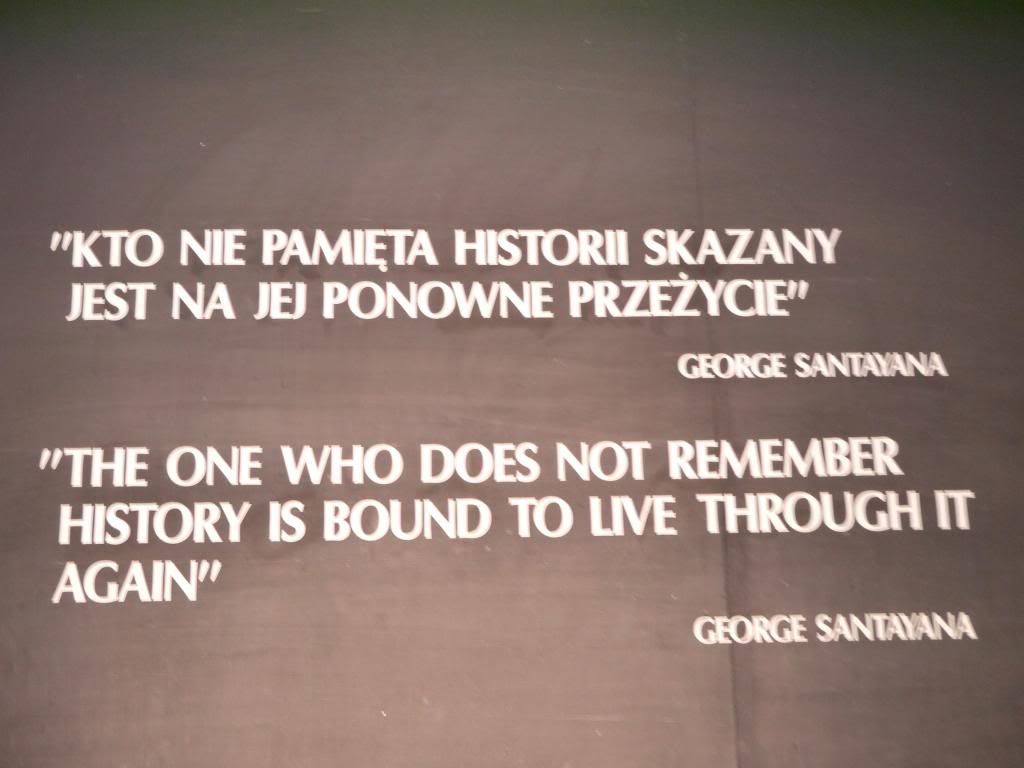 "KTO NIE PAMIĘTA HISTORII SKAZANY
JEST NA JEJ PONOWNE PRZEŻYCIE"
GEORGE SANTAYANA
"THE ONE WHO DOES NOT REMEMBER
HISTORY IS BOUND TO LIVE THROUGH IT
AGAIN"
GEORGE SANTAYANA